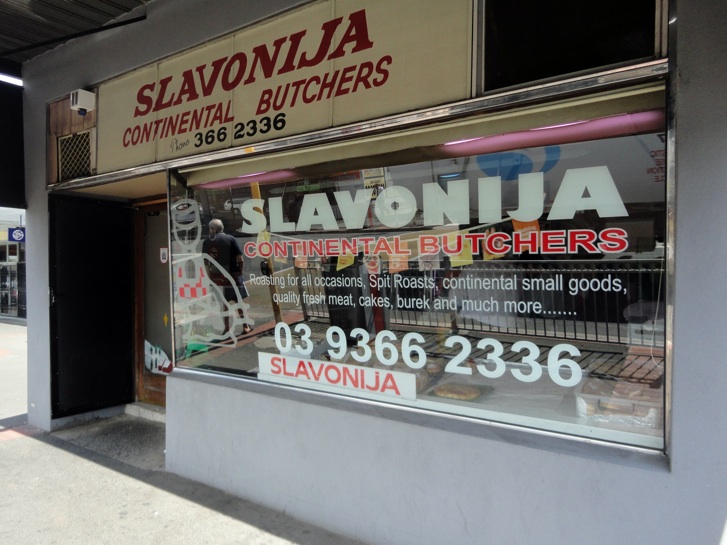 SLAVONIJA
CONTINENTAL BUTCHERS
Phone 366 2336
SLAVONIJA
CONTINENTAL BUTCHERS
Roasting for all occasions, Spit Roasts, continental small goods,
quality fresh meat, cakes, burek and much more.......
03 9366 2336
SLAVONIJA